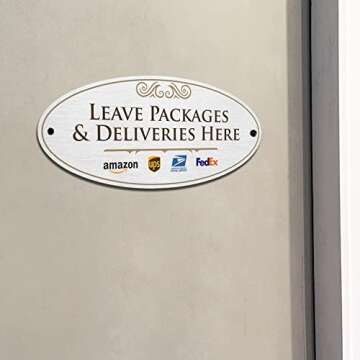 LEAVE PACKAGES
& DELIVERIES HERE
amazon ups FedEx